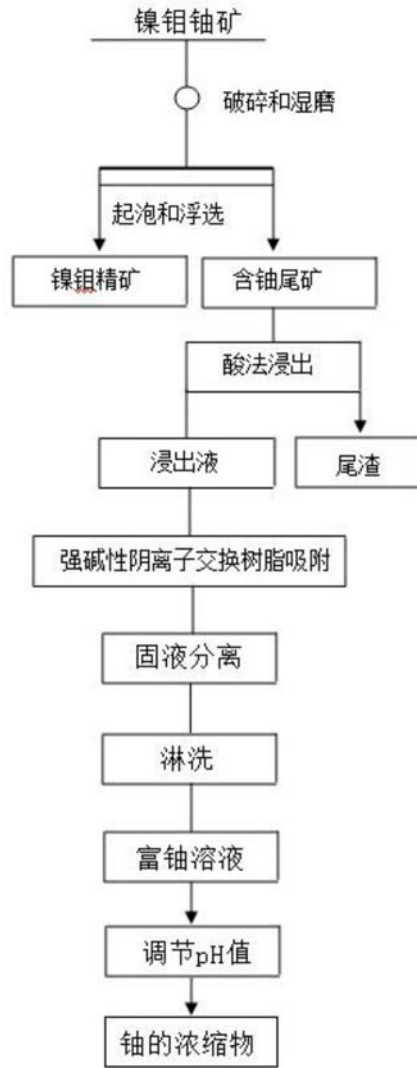 镍钼铀矿
破碎和湿磨
起泡和浮选
镍钼精矿
含铀尾矿
酸法浸出
浸出液
尾渣
强碱性阴离子交换树脂吸附
固液分离
淋洗
富铀溶液
调节pH值
铀的浓缩物